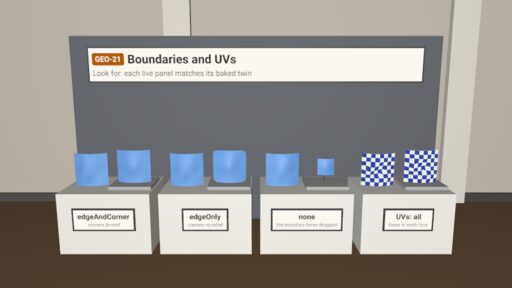 GEO-21 Boundaries and UVs
Look for: each live panel matches its baked twin
edgeAndCorner
corners pinned
edgeOnly
corners rounded
none
the boundary faces dropped
UVs: all
linear in each face